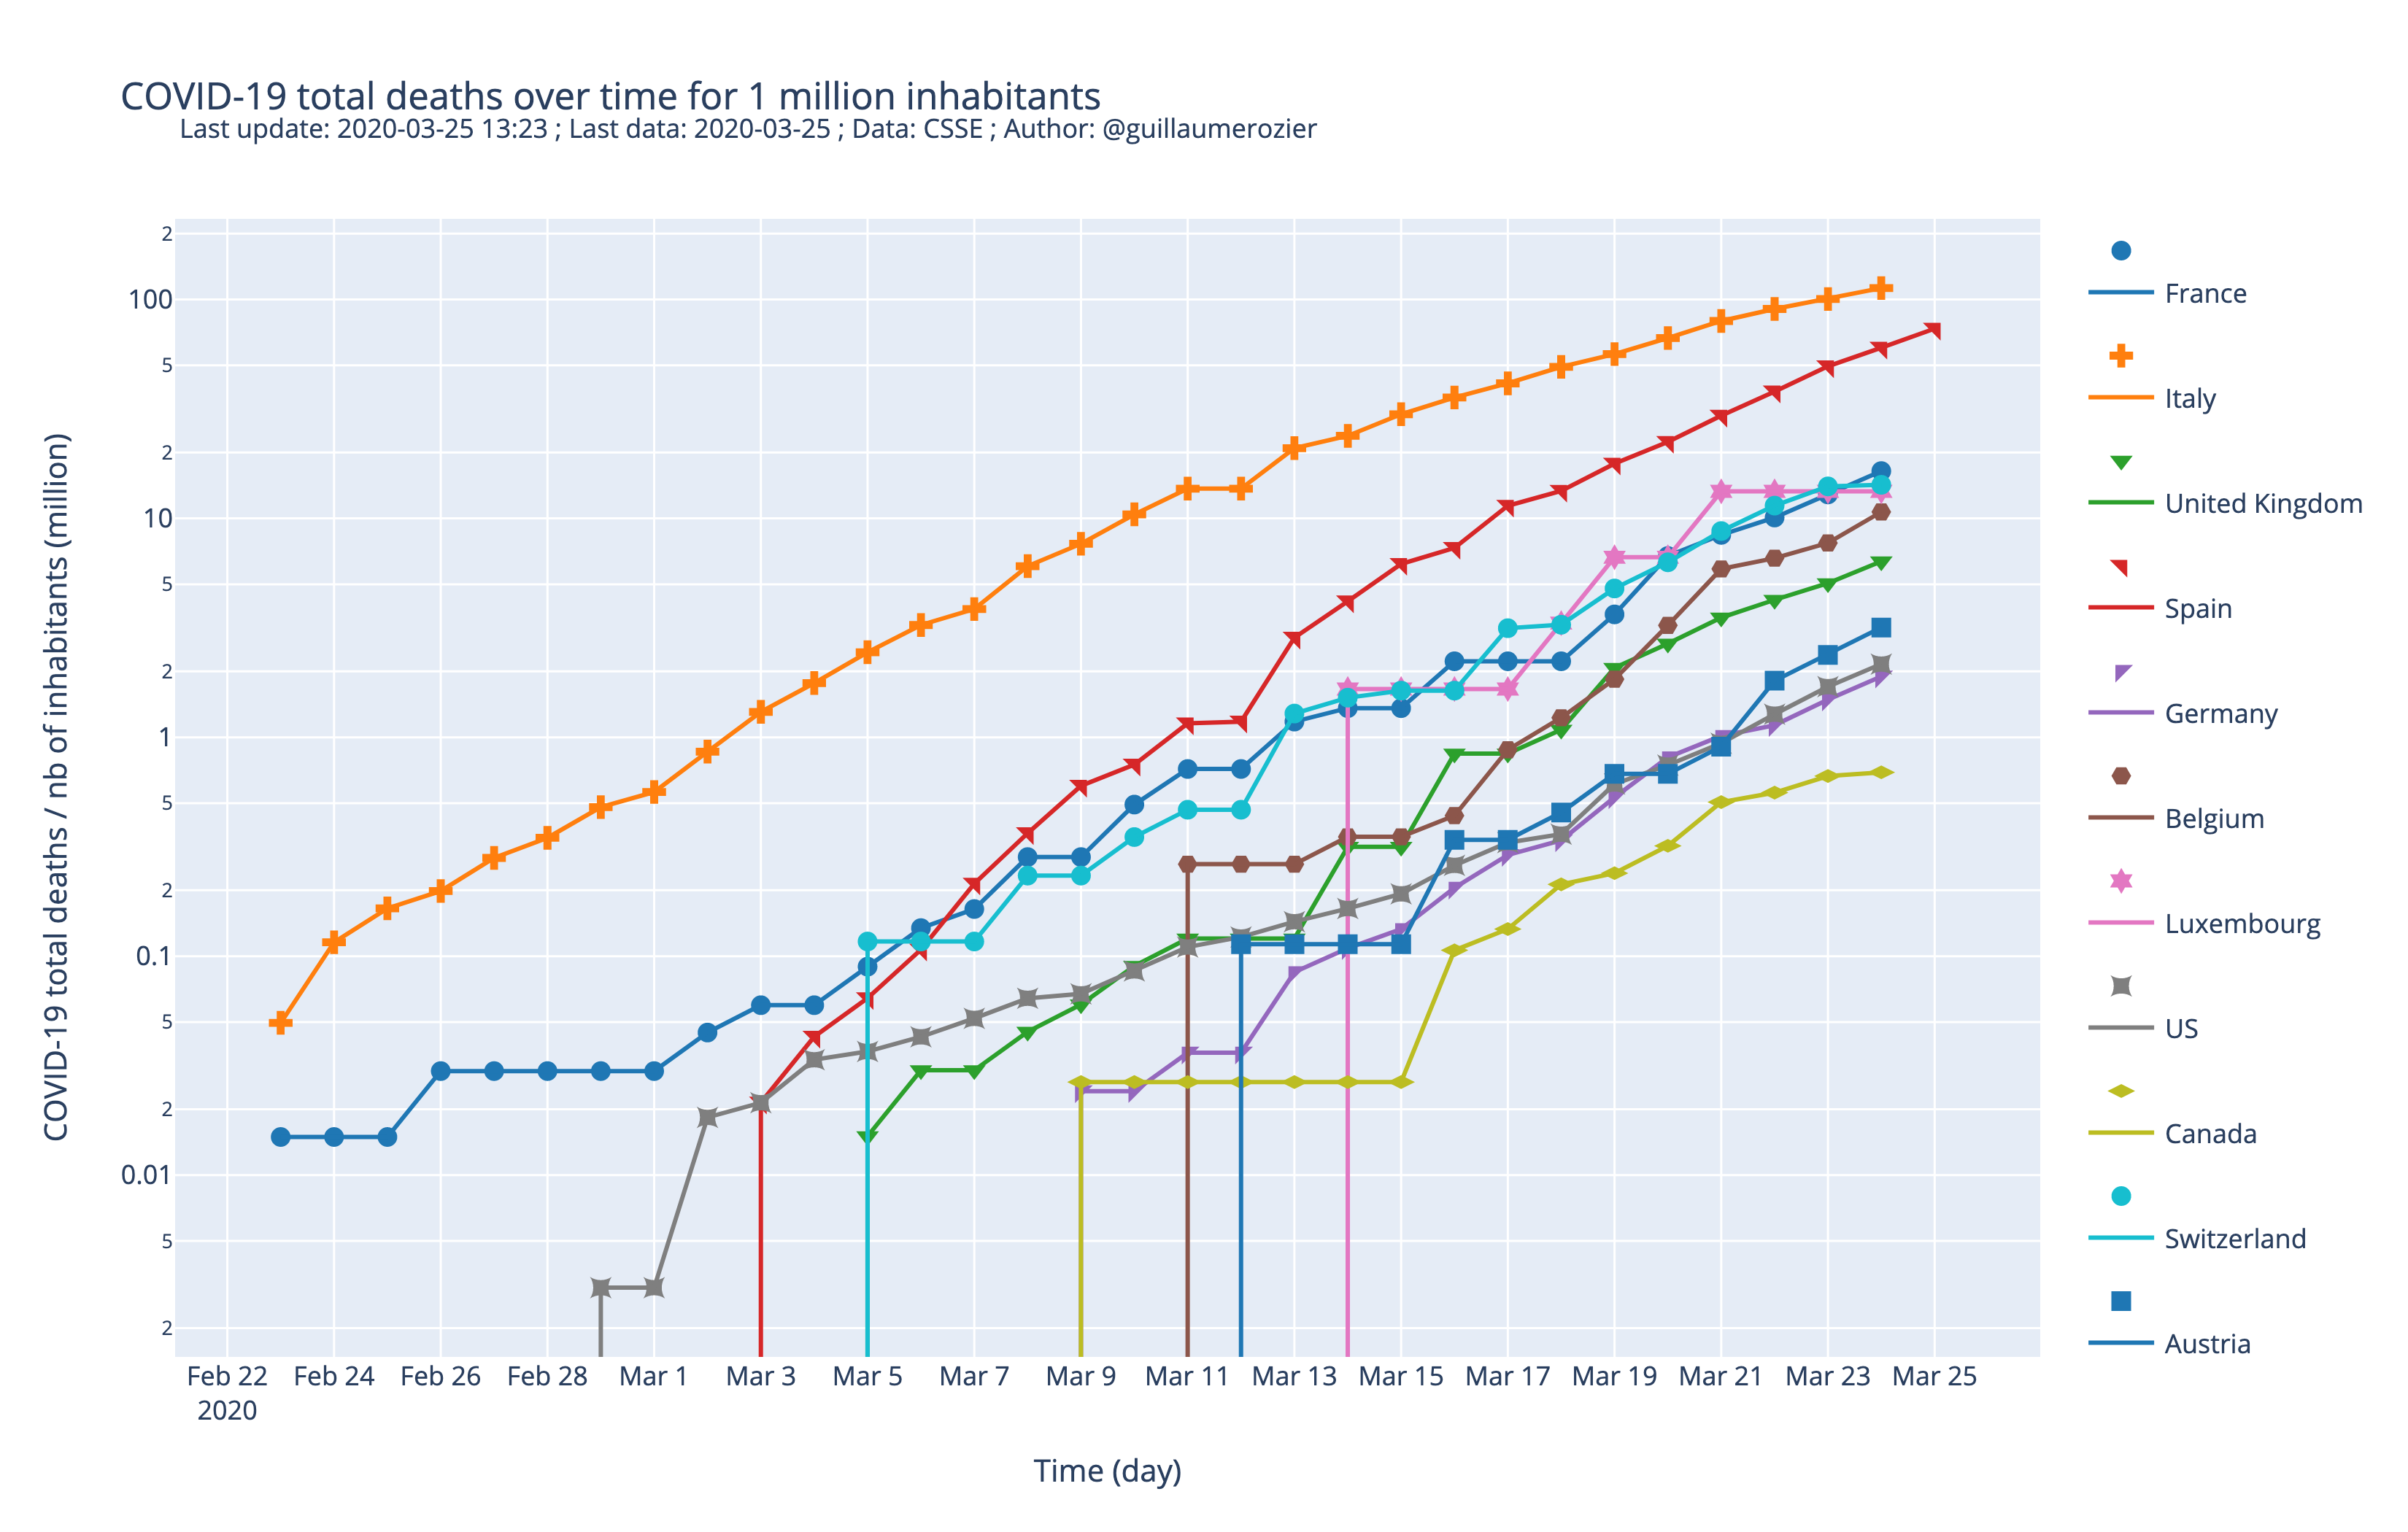 COVID-19 total deaths over time for 1 million inhabitants
Last update: 2020-03-25 13:23 ; Last data: 2020-03-25 ; Data: CSSE ; Author: @guillaumerozier
COVID-19 total deaths / nb of inhabitants (million)
2
100
5
2
10
5
2
1
5
2
0.1
5
2
0.01
5
2
Feb 22 Feb 24 Feb 26 Feb 28 Mar 1 Mar 3 Mar 5 Mar 7 Mar 9 Mar 11 Mar 13 Mar 15 Mar 17 Mar 19 Mar 21 Mar 23 Mar 25
2020
Time (day)
France
Italy
United Kingdom
Spain
Germany
Belgium
Luxembourg
US
Canada
Switzerland
Austria